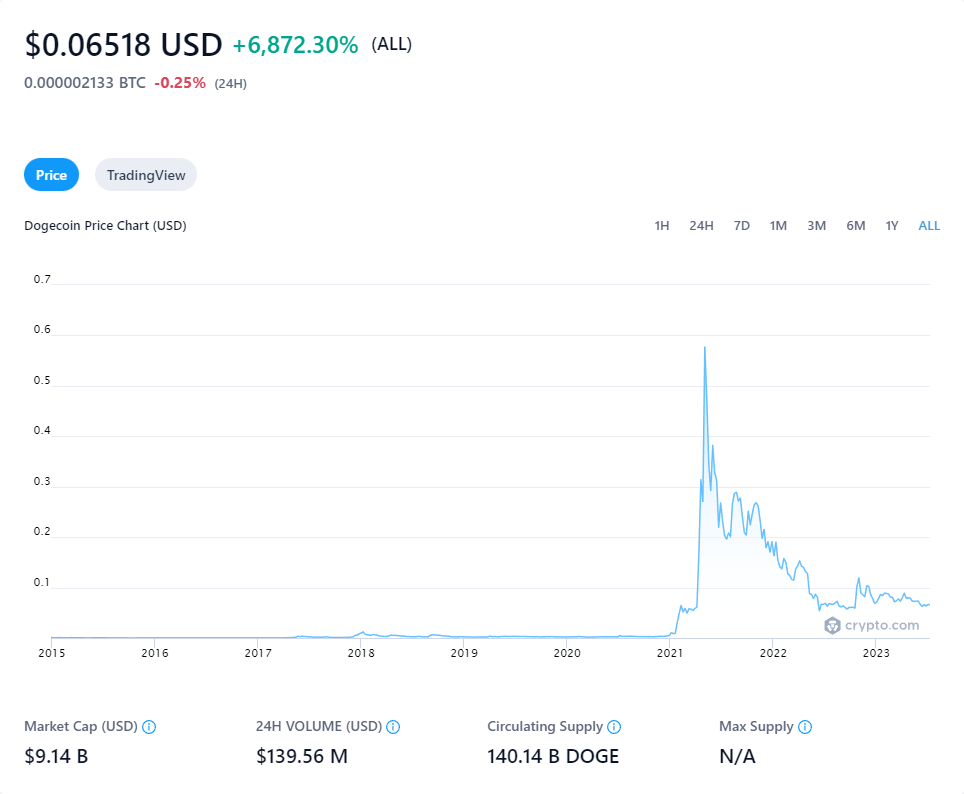 $0.06518 USD +6,872.30% (ALL)
0.000002133 BTC -0.25% (24H)
Price TradingView
Dogecoin Price Chart (USD) 1H 24H 7D 1M 3M 6M 1Y ALL
0.7
0.6
0.5
0.4
0.3
0.2
0.1
crypto.com
2015 2016 2017 2018 2019 2020 2021 2022 2023
Market Cap (USD) 24H VOLUME (USD) Circulating Supply Max Supply
$9.14 B $139.56 M 140.14 B DOGE N/A